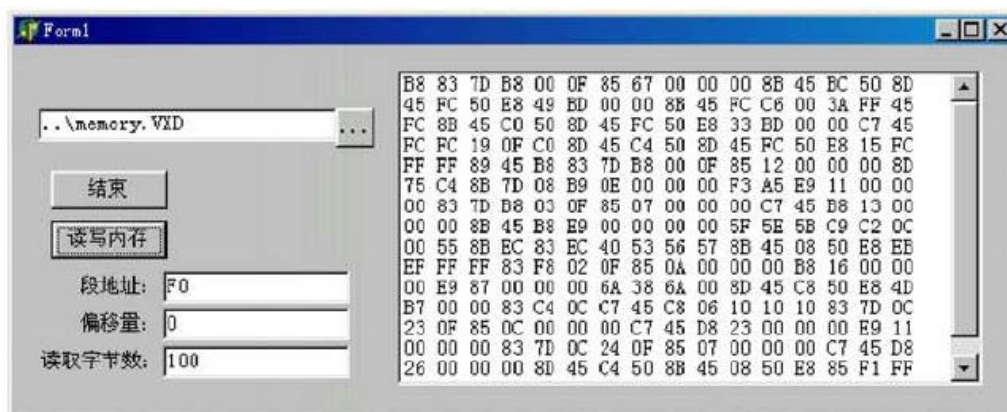 Form1
..\memory.VXD
...
结束
读写内存
段地址: F0
偏移量: 0
读取字节数: 100
B8 83 7D B8 00 0F 85 67 00 00 00 8B 45 BC 50 8D
45 FC 50 E8 49 BD 00 00 8B 45 FC C6 00 3A FF 45
FC 8B 45 C0 50 8D 45 FC 50 E8 33 BD 00 00 C7 45
FC FC 19 0F C0 8D 45 C4 50 8D 45 FC 50 E8 15 FC
FF FF 89 45 B8 83 7D B8 00 0F 85 12 00 00 00 8D
75 C4 8B 7D 08 B9 0E 00 00 00 F3 A5 E9 11 00 00
00 83 7D B8 03 0F 85 07 00 00 00 C7 45 B8 13 00
00 00 8B 45 B8 E9 00 00 00 00 5F 5E 5B C9 C2 0C
00 55 8B EC 83 EC 40 53 56 57 8B 45 08 50 E8 EB
EF FF FF 83 F8 02 0F 85 0A 00 00 00 B8 16 00 00
00 E9 87 00 00 00 6A 38 6A 00 8D 45 C8 50 E8 4D
B7 00 00 83 C4 0C C7 45 C8 06 10 10 10 83 7D 0C
23 0F 85 0C 00 00 00 C7 45 D8 23 00 00 00 E9 11
00 00 00 83 7D 0C 24 0F 85 07 00 00 00 C7 45 D8
26 00 00 00 8D 45 C4 50 8B 45 08 50 E8 85 F1 FF